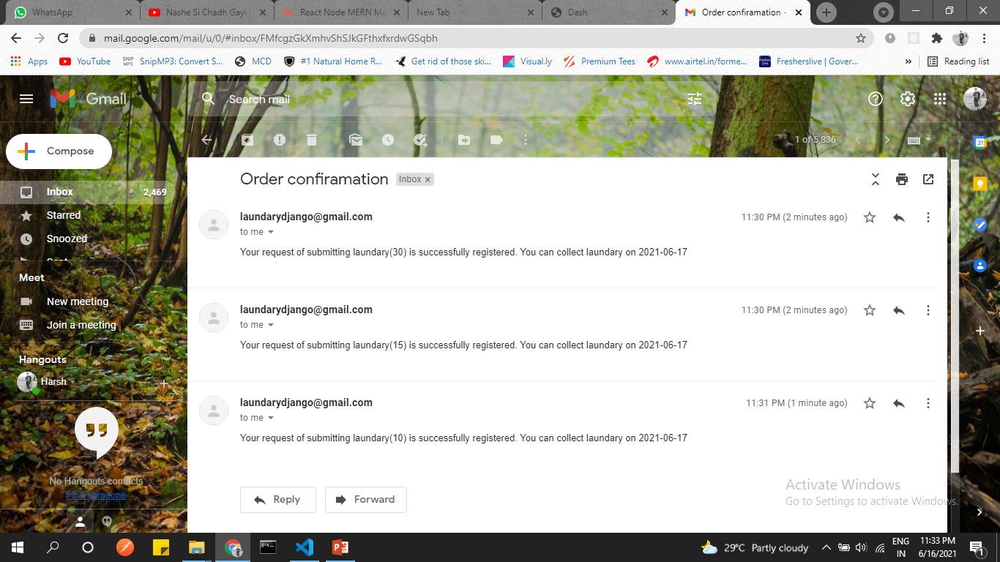 WhatsApp
Nashe Si Chadh Gayi
React Node MERN Ma
New Tab
Dash
Order confiramation -
mail.google.com/mail/u/0/#inbox/FMfcgzGkXmhvShSJkGFthxfxrdwGSqbh
Apps
YouTube
SNIP MP3
SnipMP3: Convert S...
MCD
#1 Natural Home R...
Get rid of those ski...
Visual.ly
Premium Tees
www.airtel.in/forme...
Fresherslive | Gover...
»
Reading list
Gmail
Search mail
Compose
1 of 5,836
Inbox
2,469
Starred
Snoozed
Sent
Meet
New meeting
Join a meeting
Hangouts
Harsh
No Hangouts contacts
Find someone
Order confiramation
Inbox ×
laundarydjango@gmail.com
11:30 PM (2 minutes ago)
to me
Your request of submitting laundary(30) is successfully registered. You can collect laundary on 2021-06-17
laundarydjango@gmail.com
11:30 PM (2 minutes ago)
to me
Your request of submitting laundary(15) is successfully registered. You can collect laundary on 2021-06-17
laundarydjango@gmail.com
11:31 PM (1 minute ago)
to me
Your request of submitting laundary(10) is successfully registered. You can collect laundary on 2021-06-17
Reply
Forward
Activate Windows
Go to Settings to activate Windows.
31
29°C Partly cloudy
ENG
IN
11:33 PM
6/16/2021
1